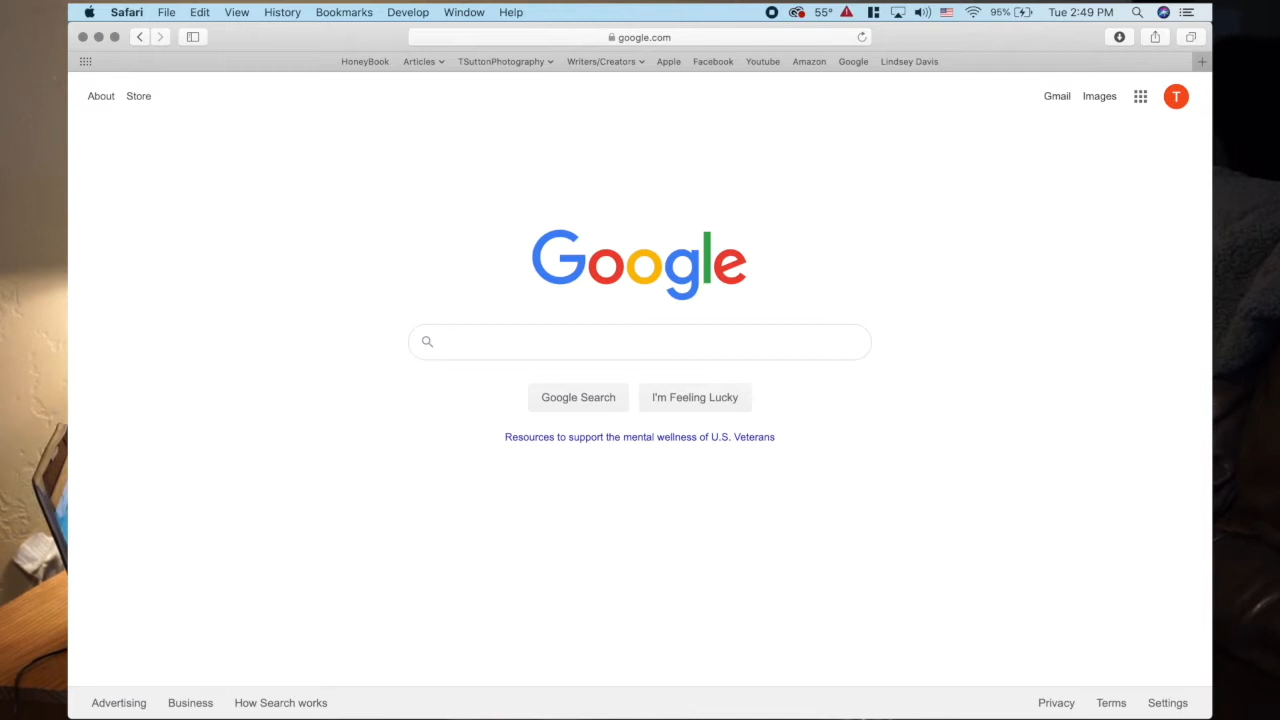 Safari File Edit View History Bookmarks Develop Window Help 55° 95% Tue 2:49 PM
google.com
HoneyBook Articles TSuttonPhotography Writers/Creators Apple Facebook Youtube Amazon Google Lindsey Davis
About Store Gmail Images T
Google
Google Search I'm Feeling Lucky
Resources to support the mental wellness of U.S. Veterans
Advertising Business How Search works Privacy Terms Settings